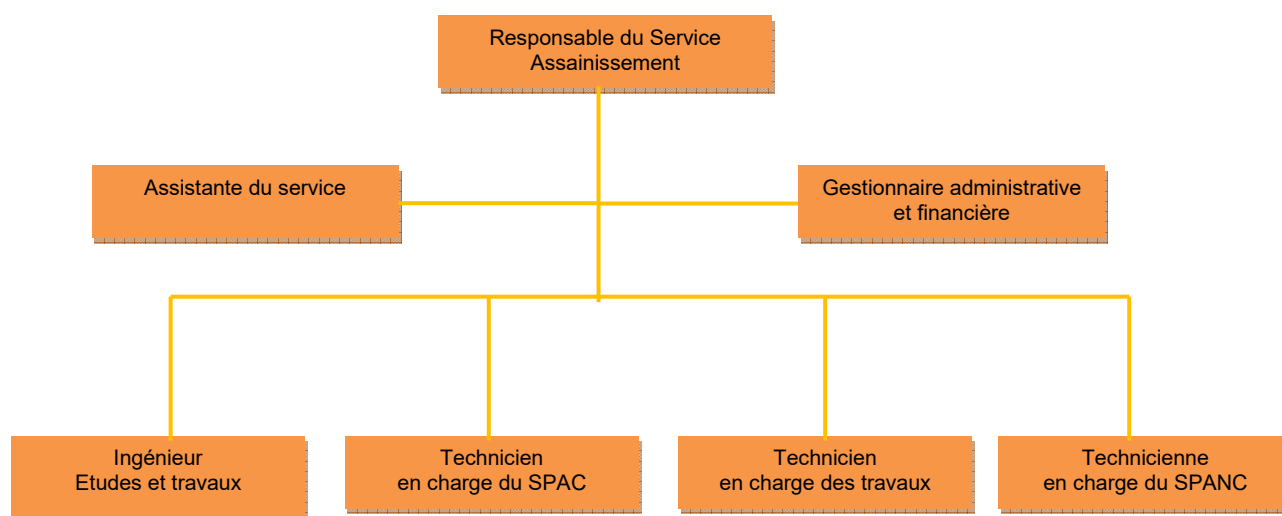 Responsable du Service
Assainissement
Assistante du service
Gestionnaire administrative
et financière
Ingénieur
Etudes et travaux
Technicien
en charge du SPAC
Technicien
en charge des travaux
Technicienne
en charge du SPANC